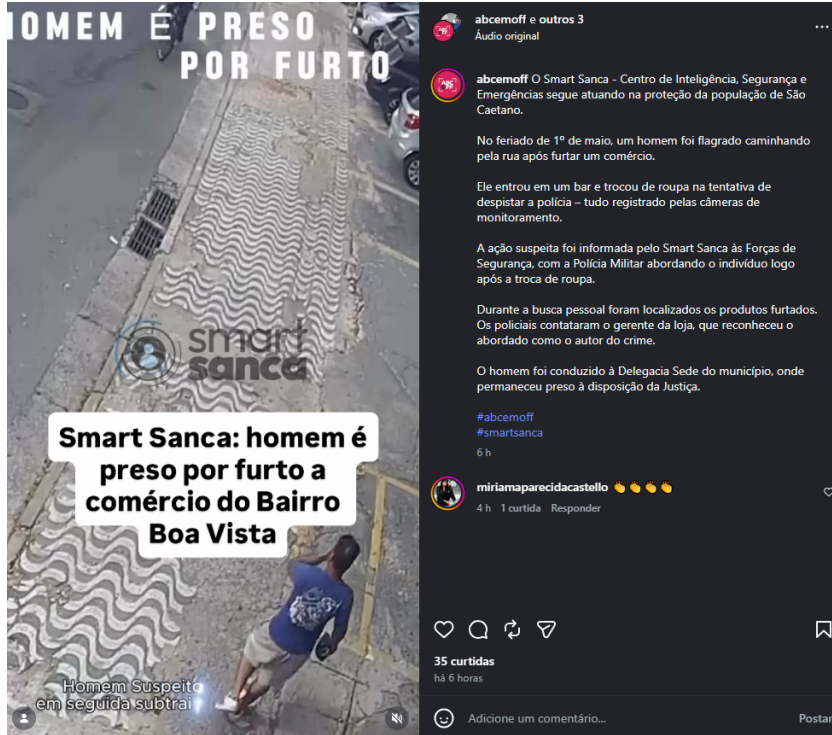 HOMEM É PRESO
POR FURTO
smart
sanca
Smart Sanca: homem é
preso por furto a
comércio do Bairro
Boa Vista
Homem Suspeito
em seguida subtrai
abcemoff e outros 3
Áudio original
abcemoff O Smart Sanca - Centro de Inteligência, Segurança e
Emergências segue atuando na proteção da população de São
Caetano.
No feriado de 1º de maio, um homem foi flagrado caminhando
pela rua após furtar um comércio.
Ele entrou em um bar e trocou de roupa na tentativa de
despistar a polícia – tudo registrado pelas câmeras de
monitoramento.
A ação suspeita foi informada pelo Smart Sanca às Forças de
Segurança, com a Polícia Militar abordando o indivíduo logo
após a troca de roupa.
Durante a busca pessoal foram localizados os produtos furtados.
Os policiais contataram o gerente da loja, que reconheceu o
abordado como o autor do crime.
O homem foi conduzido à Delegacia Sede do município, onde
permaneceu preso à disposição da Justiça.
#abcemoff
#smartsanca
6 h
miriamaparecidacastello 👏👏👏👏
4 h 1 curtida Responder
35 curtidas
há 6 horas
Adicione um comentário...
Postar